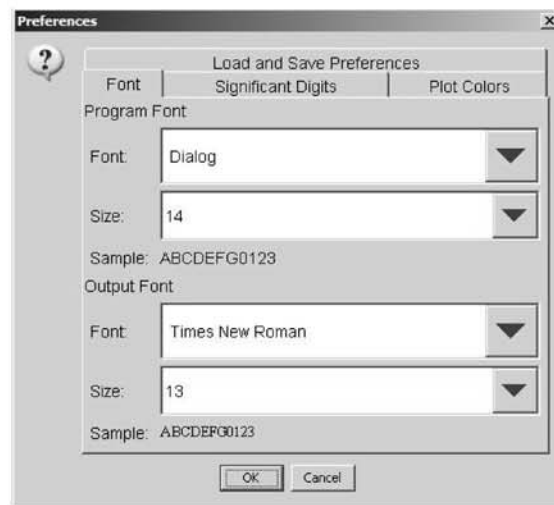 Preferences
Load and Save Preferences
Font Significant Digits Plot Colors
Program Font
Font: Dialog
Size: 14
Sample: ABCDEFG0123
Output Font
Font: Times New Roman
Size: 13
Sample: ABCDEFG0123
OK Cancel